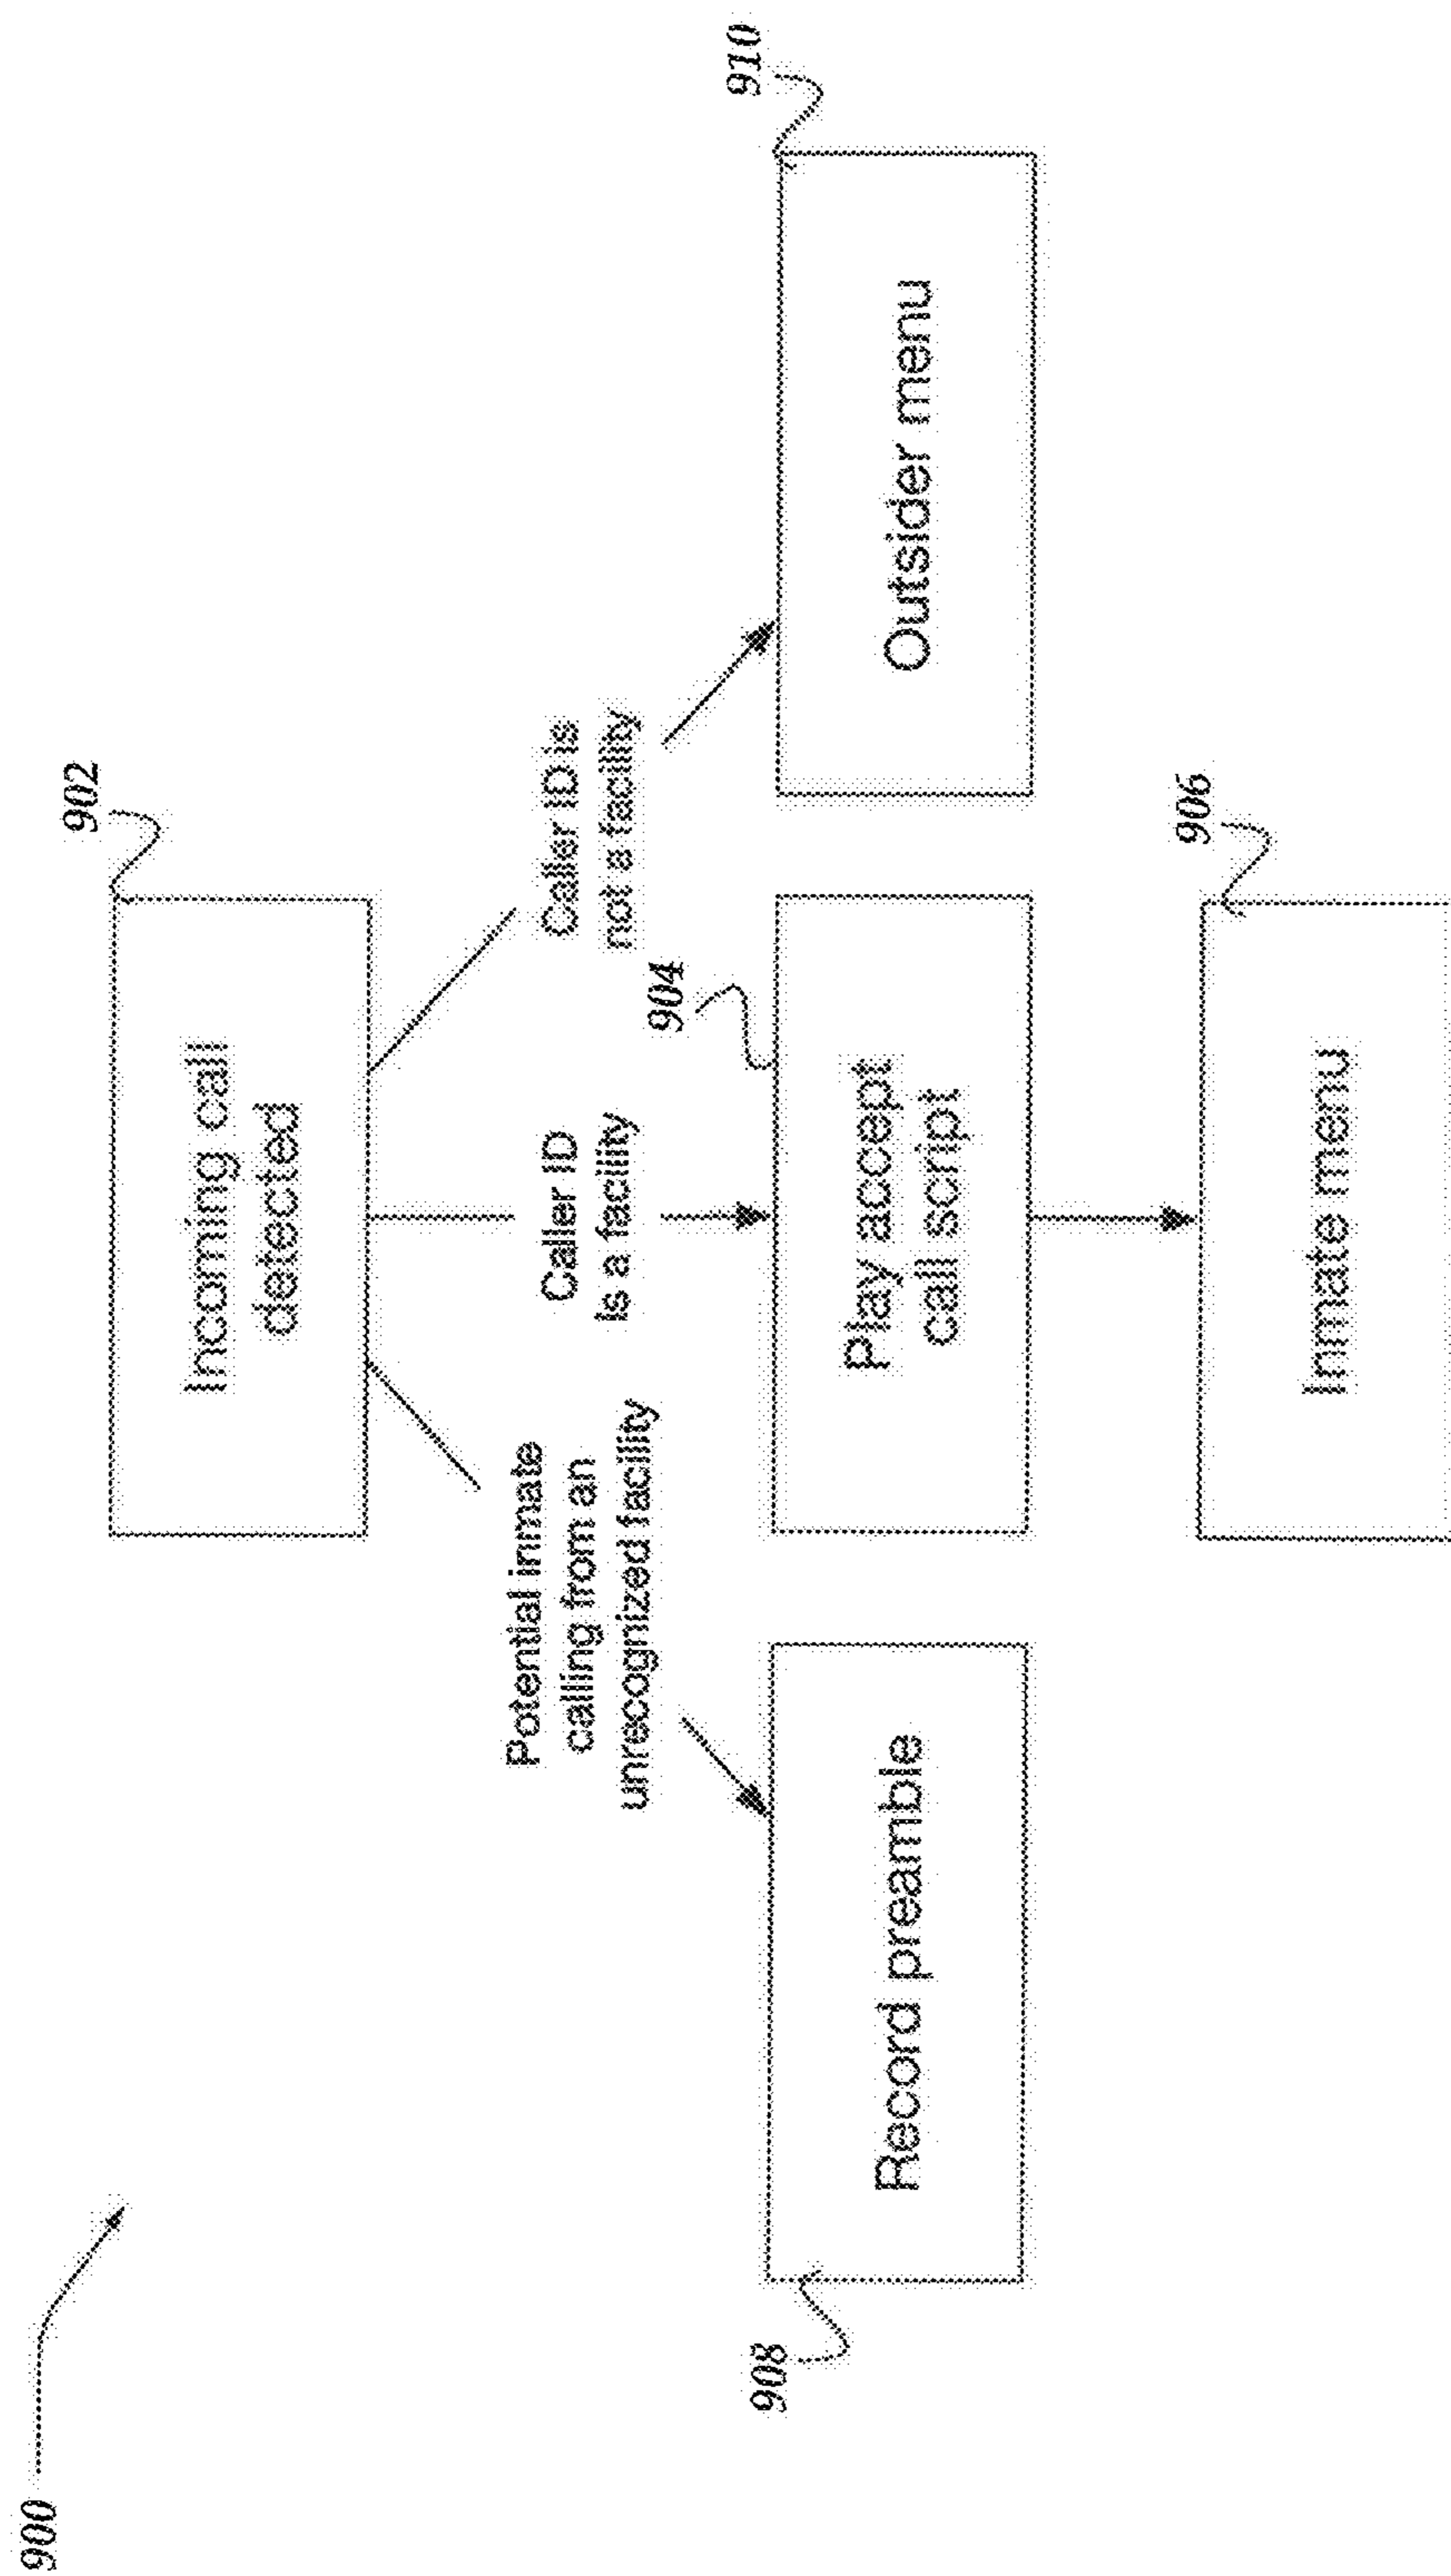 900
902
Incoming call
detected
Potential inmate
calling from an
unrecognized facility
Caller ID
is a facility
Caller ID is
not a facility
908
Record preamble
904
Play accept
call script
910
Outsider menu
906
Inmate menu